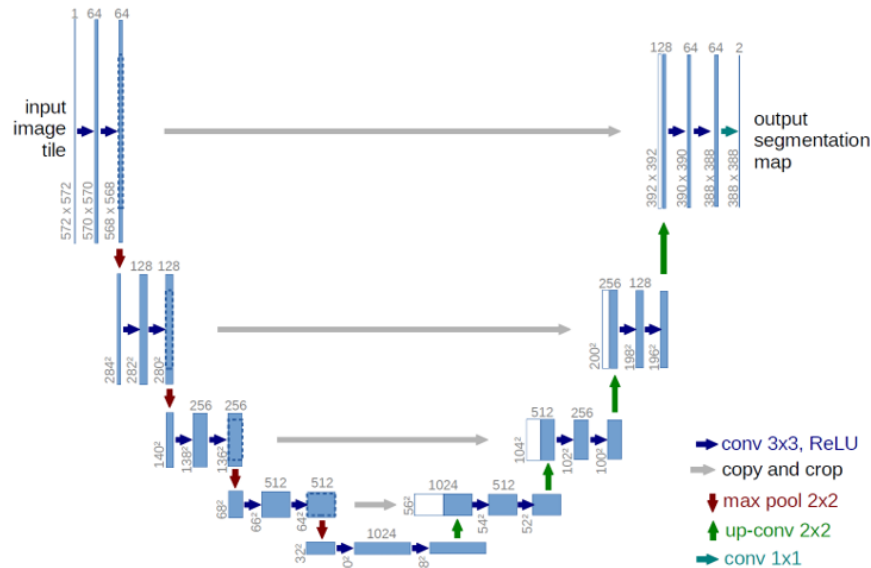 1 64 64
128 64 64 2
input
image
tile
output
segmentation
map
572 x 572
570 x 570
568 x 568
392 x 392
390 x 390
388 x 388
388 x 388
128 128
256 128
284²
282²
280²
200²
198²
196²
256 256
512 256
140²
138²
136²
104²
102²
100²
512 512
1024 512
68²
66²
64²
56²
54²
52²
1024
32²
0²
8²
conv 3x3, ReLU
copy and crop
max pool 2x2
up-conv 2x2
conv 1x1